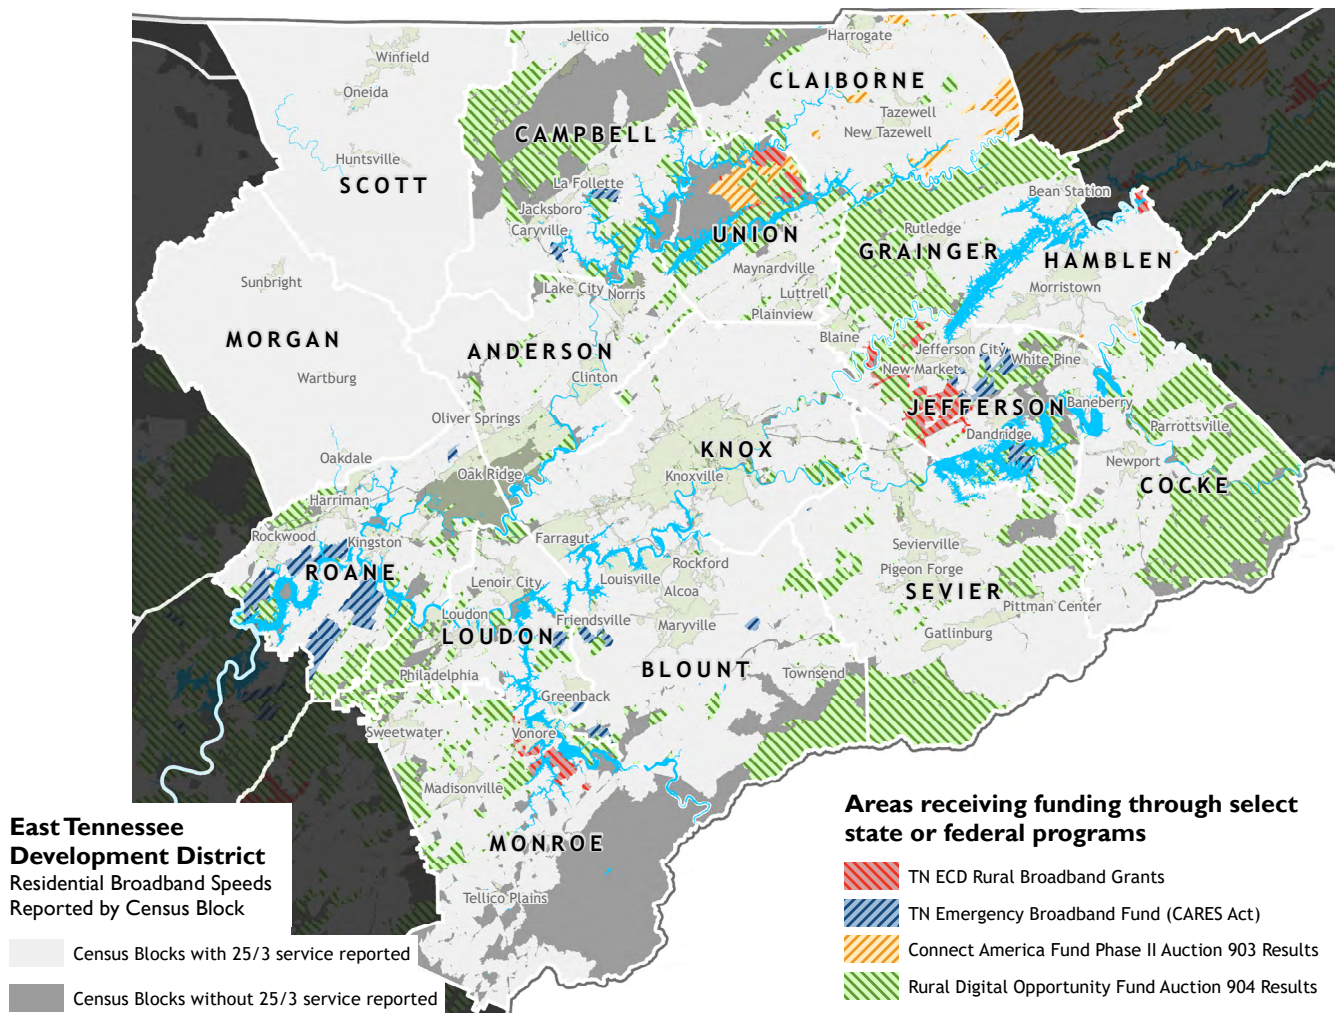 Jellico
Harrogate
Winfield
CLAIBORNE
Oneida
Tazewell
New Tazewell
CAMPBELL
Huntsville
SCOTT
La Follette
Bean Station
Jacksboro
Caryville
UNION
Rutledge
GRAINGER
HAMBLEN
Maynardville
Sunbright
Lake City
Norris
Luttrell
Morristown
Plainview
MORGAN
Blaine
ANDERSON
Jefferson City
White Pine
New Market
Wartburg
Clinton
JEFFERSON
Baneberry
Oliver Springs
Parrottsville
Dandridge
KNOX
Oakdale
Newport
Oak Ridge
Knoxville
COCKE
Harriman
Rockwood
Kingston
Farragut
Sevierville
ROANE
Rockford
Pigeon Forge
Lenoir City
Louisville
Alcoa
SEVIER
Pittman Center
Loudon
Friendsville
Maryville
LOUDON
Gatlinburg
BLOUNT
Philadelphia
Townsend
Greenback
Sweetwater
Vonore
Madisonville
MONROE
Tellico Plains
East Tennessee
Development District
Residential Broadband Speeds
Reported by Census Block
Census Blocks with 25/3 service reported
Census Blocks without 25/3 service reported
Areas receiving funding through select
state or federal programs
TN ECD Rural Broadband Grants
TN Emergency Broadband Fund (CARES Act)
Connect America Fund Phase II Auction 903 Results
Rural Digital Opportunity Fund Auction 904 Results